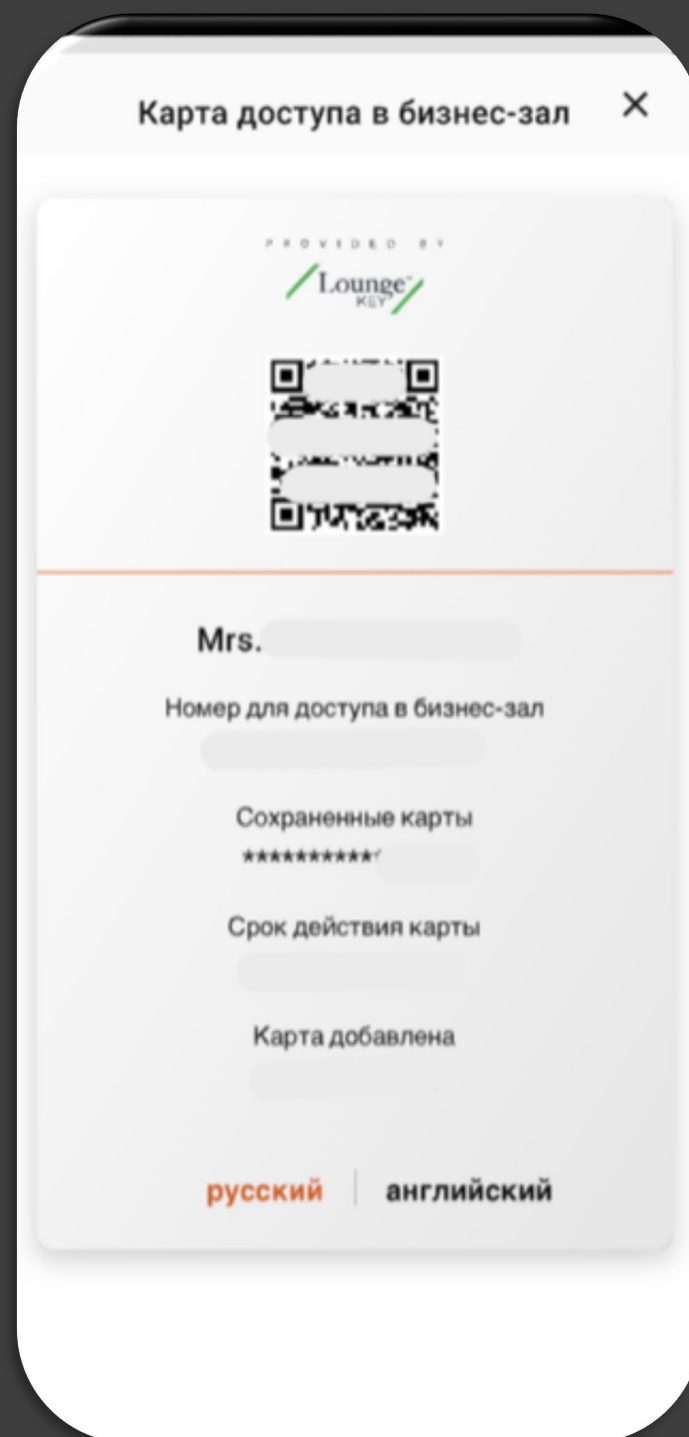 Карта доступа в бизнес-зал
PROVIDED BY
Lounge™
KEY
Mrs.
Номер для доступа в бизнес-зал
Сохраненные карты
**********
Срок действия карты
Карта добавлена
русский | английский